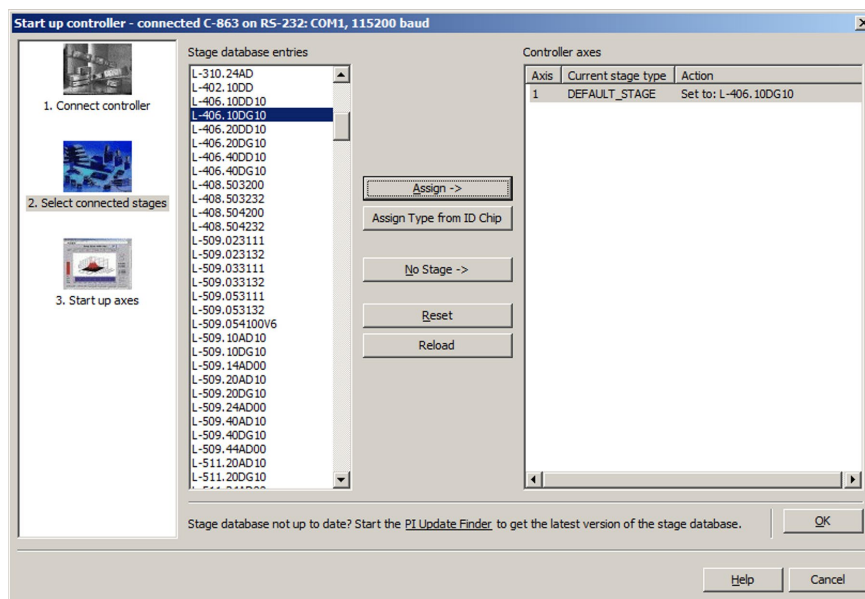 Start up controller - connected C-863 on RS-232: COM1, 115200 baud
1. Connect controller
2. Select connected stages
3. Start up axes
Stage database entries
L-310.24AD
L-402.10DD
L-406.10DD10
L-406.10DG10
L-406.20DD10
L-406.20DG10
L-406.40DD10
L-406.40DG10
L-408.503200
L-408.503232
L-408.504200
L-408.504232
L-509.023111
L-509.023132
L-509.033111
L-509.033132
L-509.053111
L-509.053132
L-509.054100V6
L-509.10AD10
L-509.10DG10
L-509.14AD00
L-509.20AD10
L-509.20DG10
L-509.24AD00
L-509.40AD10
L-509.40DG10
L-509.44AD00
L-511.20AD10
L-511.20DG10
Assign ->
Assign Type from ID Chip
No Stage ->
Reset
Reload
Controller axes
Axis Current stage type Action
1 DEFAULT_STAGE Set to: L-406.10DG10
Stage database not up to date? Start the PI Update Finder to get the latest version of the stage database.
OK
Help Cancel